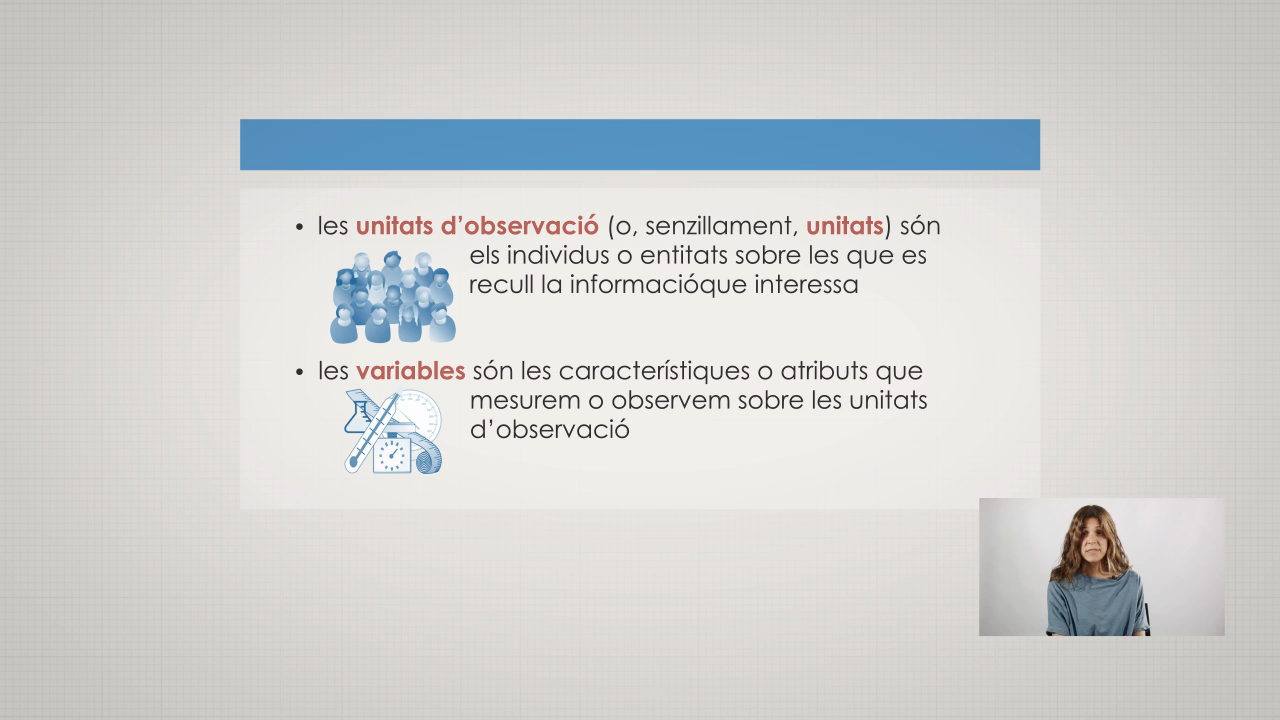 • les unitats d’observació (o, senzillament, unitats) són
els individus o entitats sobre les que es
recull la informacióque interessa
• les variables són les característiques o atributs que
mesurem o observem sobre les unitats
d’observació